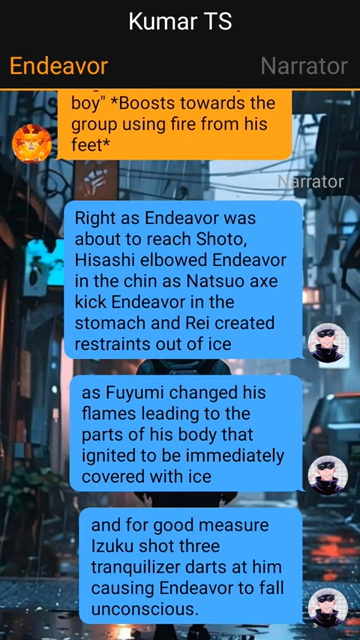 Kumar TS
Endeavor
Narrator
boy" *Boosts towards the
group using fire from his
feet*
Narrator
Right as Endeavor was
about to reach Shoto,
Hisashi elbowed Endeavor
in the chin as Natsuo axe
kick Endeavor in the
stomach and Rei created
restraints out of ice
as Fuyumi changed his
flames leading to the
parts of his body that
ignited to be immediately
covered with ice
and for good measure
Izuku shot three
tranquilizer darts at him
causing Endeavor to fall
unconscious.